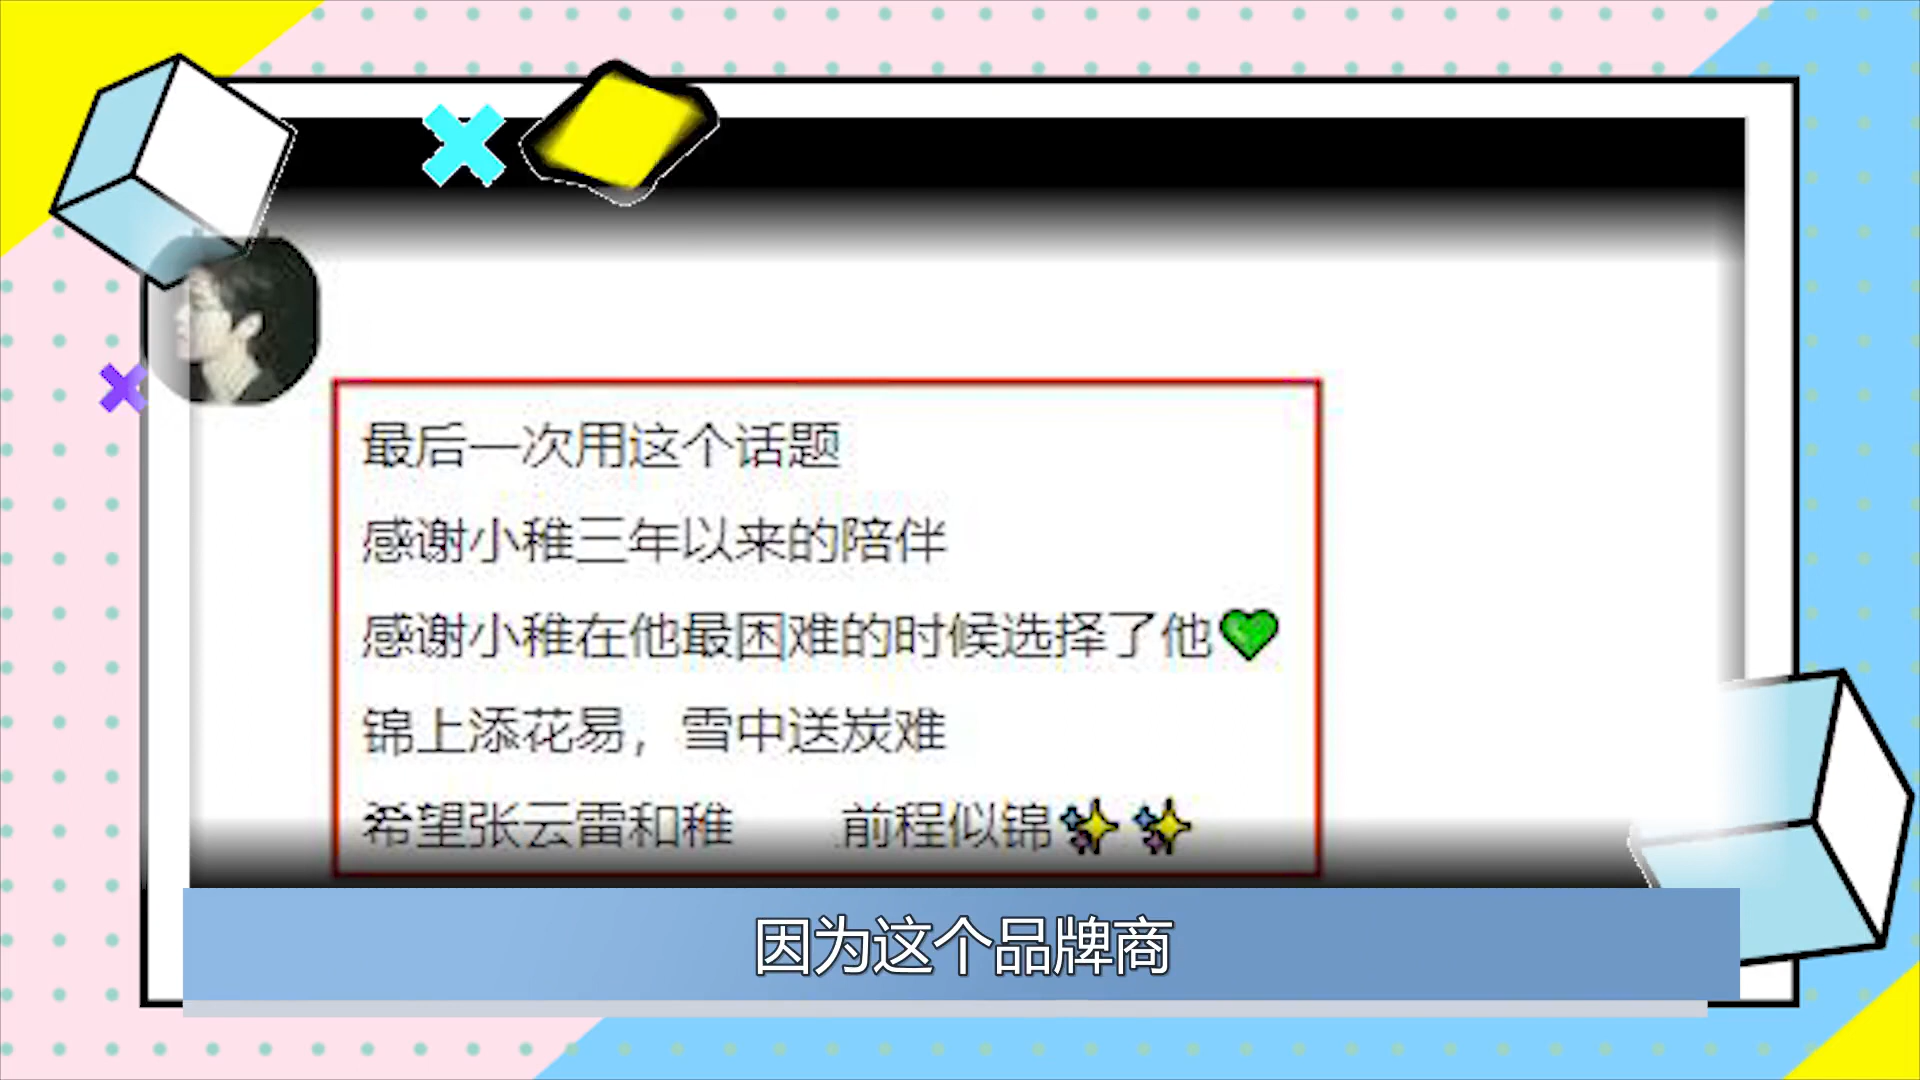 最后一次用这个话题
感谢小稚三年以来的陪伴
感谢小稚在他最困难的时候选择了他💚
锦上添花易，雪中送炭难
希望张云雷和稚 前程似锦✨✨
因为这个品牌商